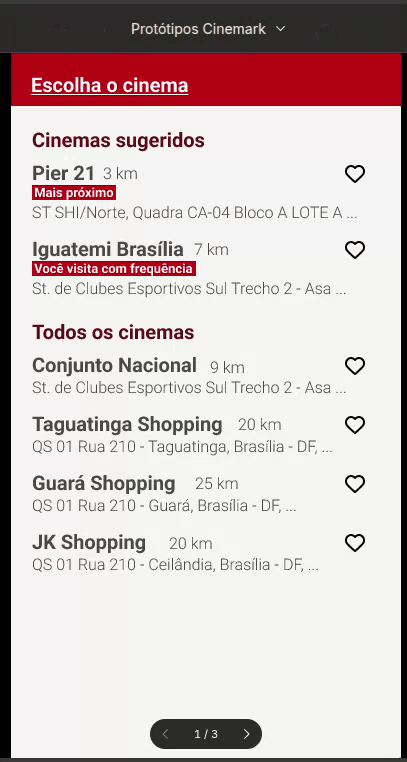 Protótipos Cinemark
Escolha o cinema
Cinemas sugeridos
Pier 21 3 km
Mais próximo
ST SHI/Norte, Quadra CA-04 Bloco A LOTE A ...
Iguatemi Brasília 7 km
Você visita com frequência
St. de Clubes Esportivos Sul Trecho 2 - Asa ...
Todos os cinemas
Conjunto Nacional 9 km
St. de Clubes Esportivos Sul Trecho 2 - Asa ...
Taguatinga Shopping 20 km
QS 01 Rua 210 - Taguatinga, Brasília - DF, ...
Guará Shopping 25 km
QS 01 Rua 210 - Guará, Brasília - DF, ...
JK Shopping 20 km
QS 01 Rua 210 - Ceilândia, Brasília - DF, ...
1 / 3